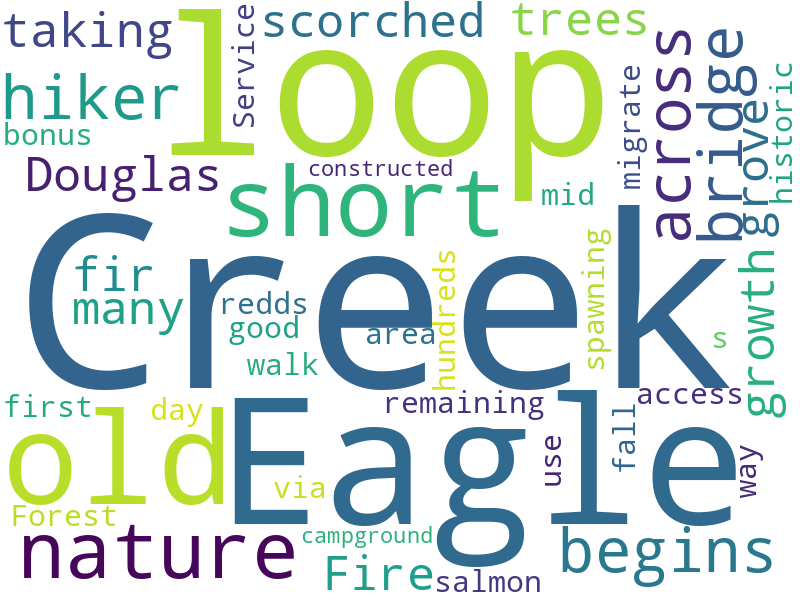 taking
loop
Service
scorched
trees
hiker
bonus
Douglas
constructed
short
mid
migrate
across
bridge
grove
historic
Creek
fir
many
redds
good
walk
area
hundreds
spawning
growth
s
first
old
day
Eagle
remaining
access
fall
use
way
via
Forest
nature
campground
Fire
salmon
begins